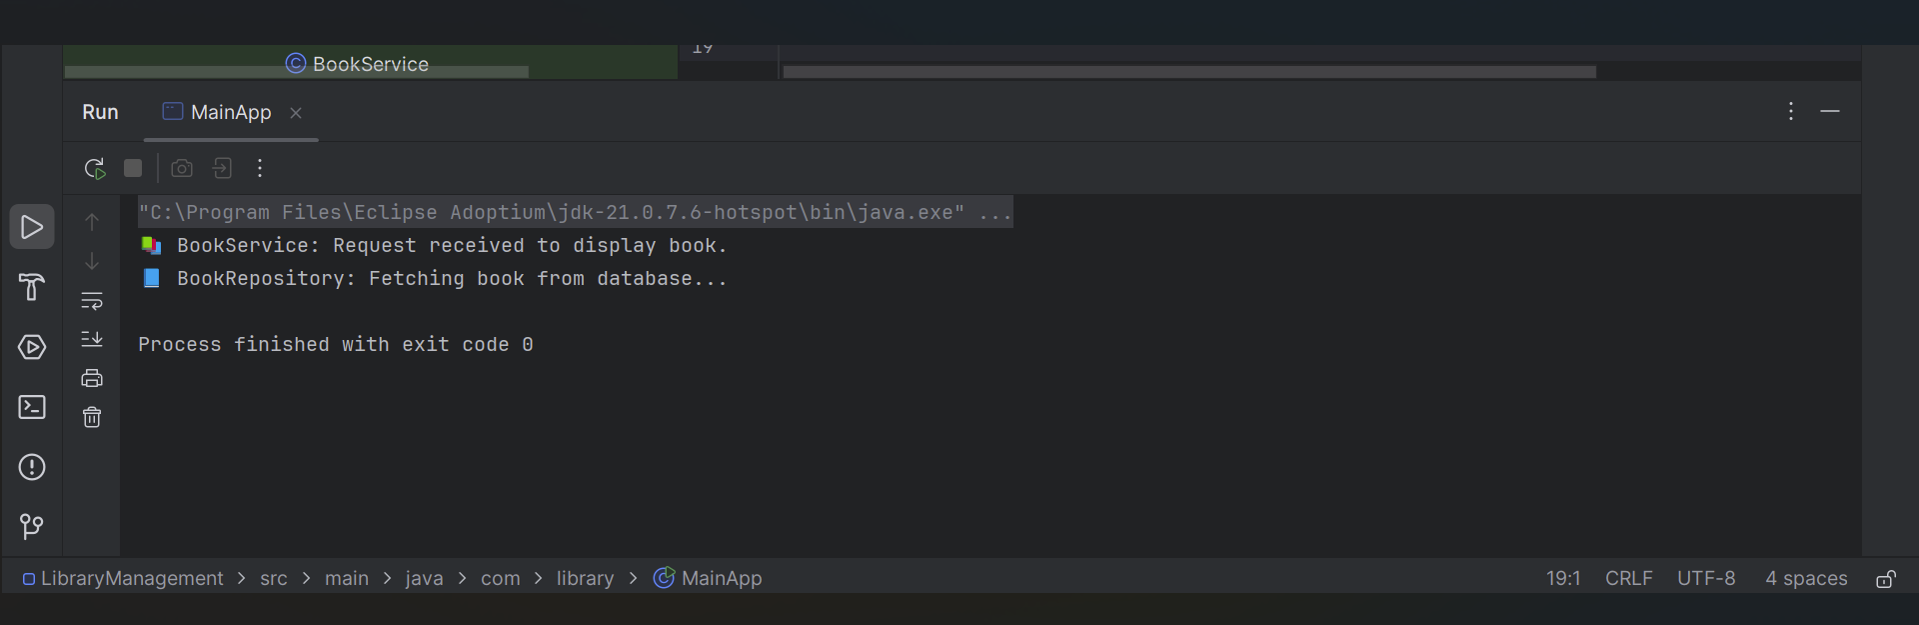 19
BookService
Run MainApp
"C:\Program Files\Eclipse Adoptium\jdk-21.0.7.6-hotspot\bin\java.exe" ...
📚 BookService: Request received to display book.
📘 BookRepository: Fetching book from database...
Process finished with exit code 0
LibraryManagement > src > main > java > com > library > MainApp 19:1 CRLF UTF-8 4 spaces